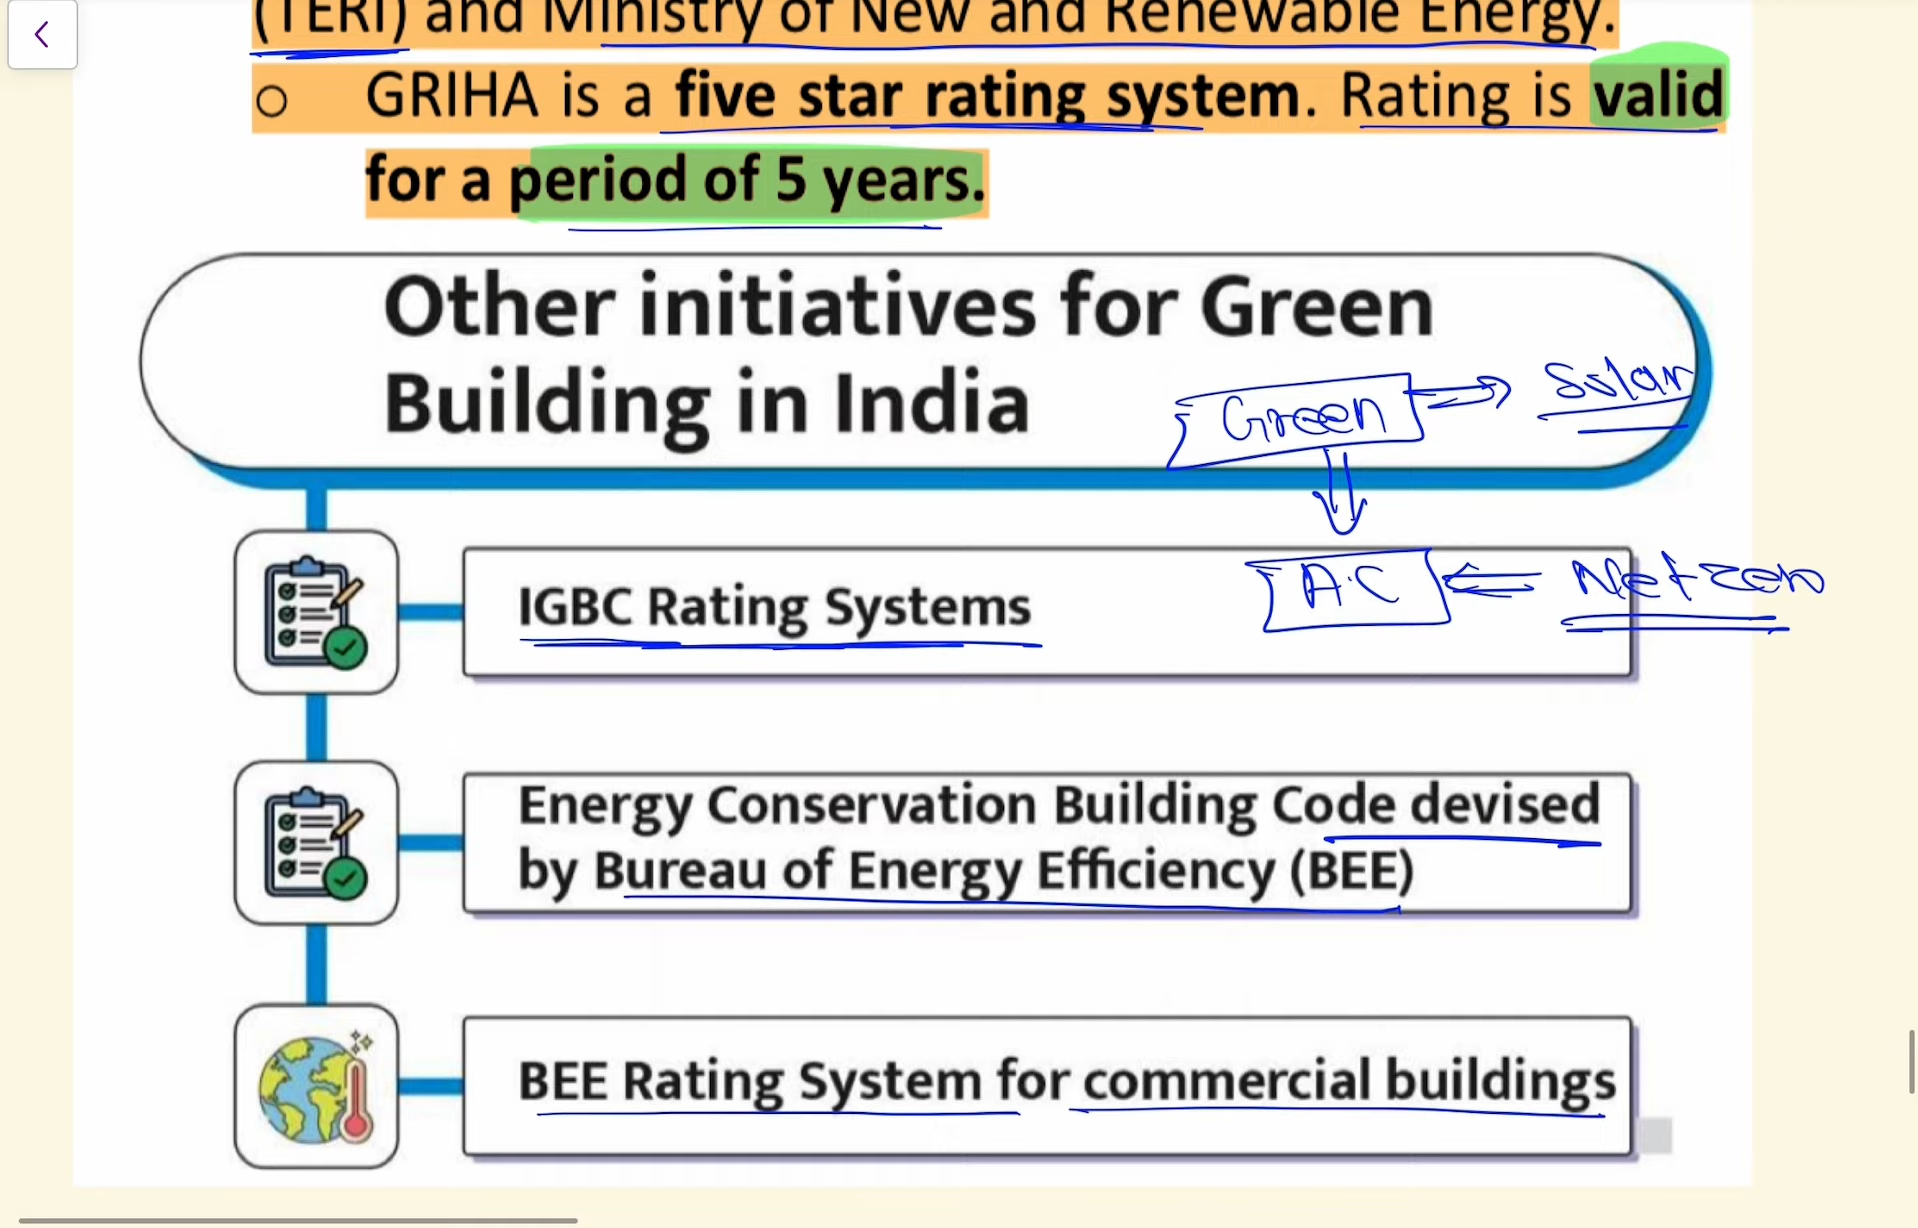 (TERI) and Ministry of New and Renewable Energy.
o GRIHA is a five star rating system. Rating is valid
for a period of 5 years.
Other initiatives for Green
Building in India
Green
Solar
IGBC Rating Systems
A.C
Net zero
Energy Conservation Building Code devised
by Bureau of Energy Efficiency (BEE)
BEE Rating System for commercial buildings